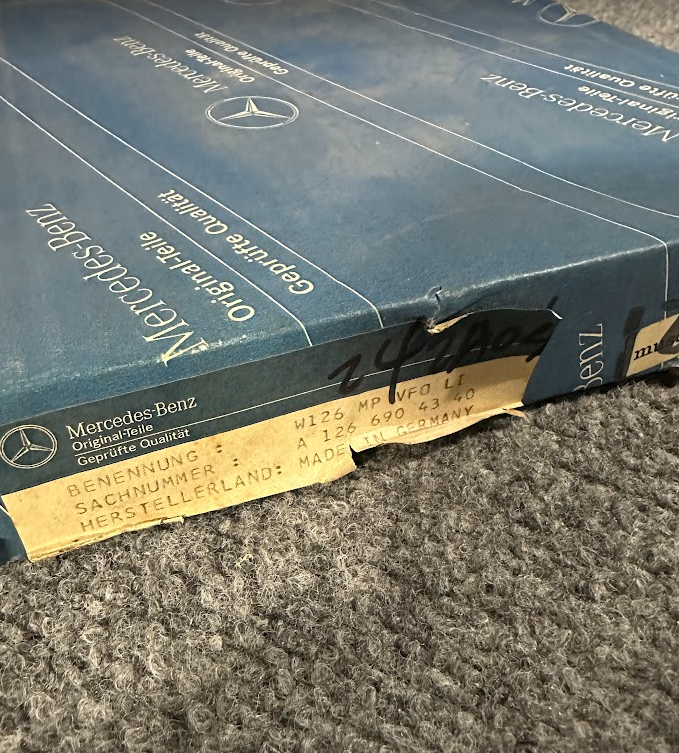 Mercedes-Benz
Original-Teile
Geprüfte Qualität
Mercedes-Benz
Original-Teile
Geprüfte Qualität
Mercedes-Benz
Original-Teile
Geprüfte Qualität
Mercedes-Benz
Original-Teile
Geprüfte Qualität
BENENNUNG : W126 MP VFO LI
SACHNUMMER : A 126 690 43 40
HERSTELLERLAND: MADE IN GERMANY